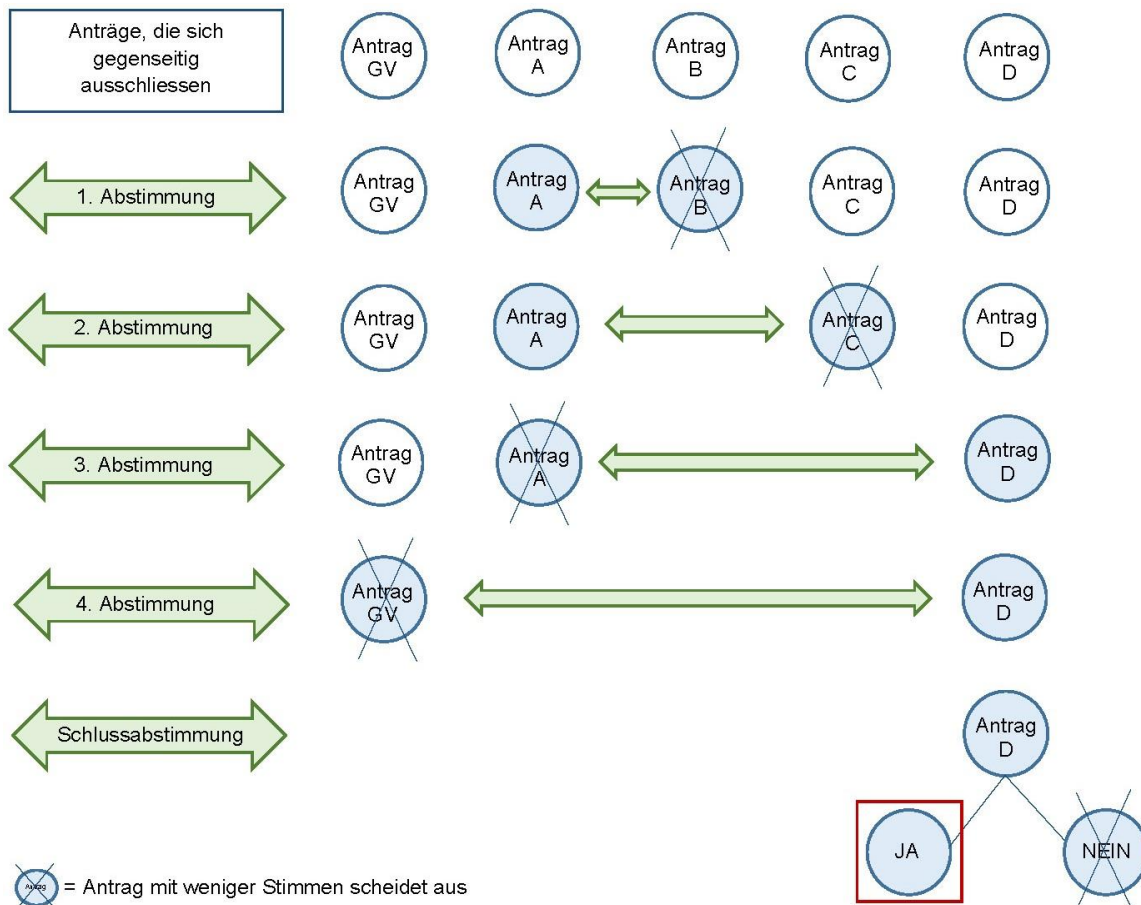 Anträge, die sich
gegenseitig
ausschliessen
Antrag
GV
Antrag
A
Antrag
B
Antrag
C
Antrag
D
1. Abstimmung
Antrag
GV
Antrag
A
Antrag
B
Antrag
C
Antrag
D
2. Abstimmung
Antrag
GV
Antrag
A
Antrag
C
Antrag
D
3. Abstimmung
Antrag
GV
Antrag
A
Antrag
D
4. Abstimmung
Antrag
GV
Antrag
D
Schlussabstimmung
Antrag
D
JA
NEIN
Antrag
= Antrag mit weniger Stimmen scheidet aus